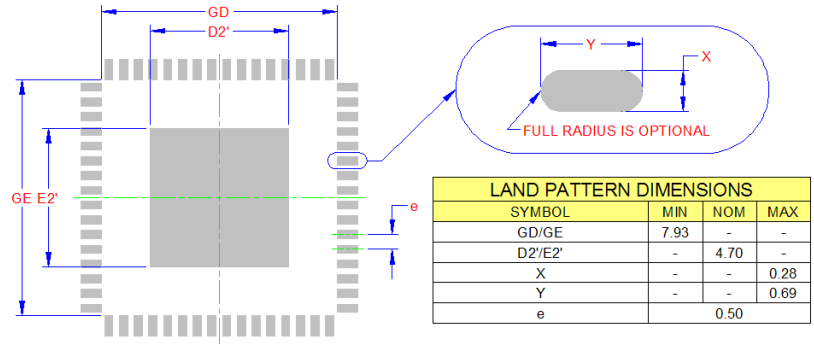 GD
D2'
Y
X
FULL RADIUS IS OPTIONAL
GE E2'
e
LAND PATTERN DIMENSIONS
SYMBOL MIN NOM MAX
GD/GE 7.93 - -
D2'/E2' - 4.70 -
X - - 0.28
Y - - 0.69
e 0.50